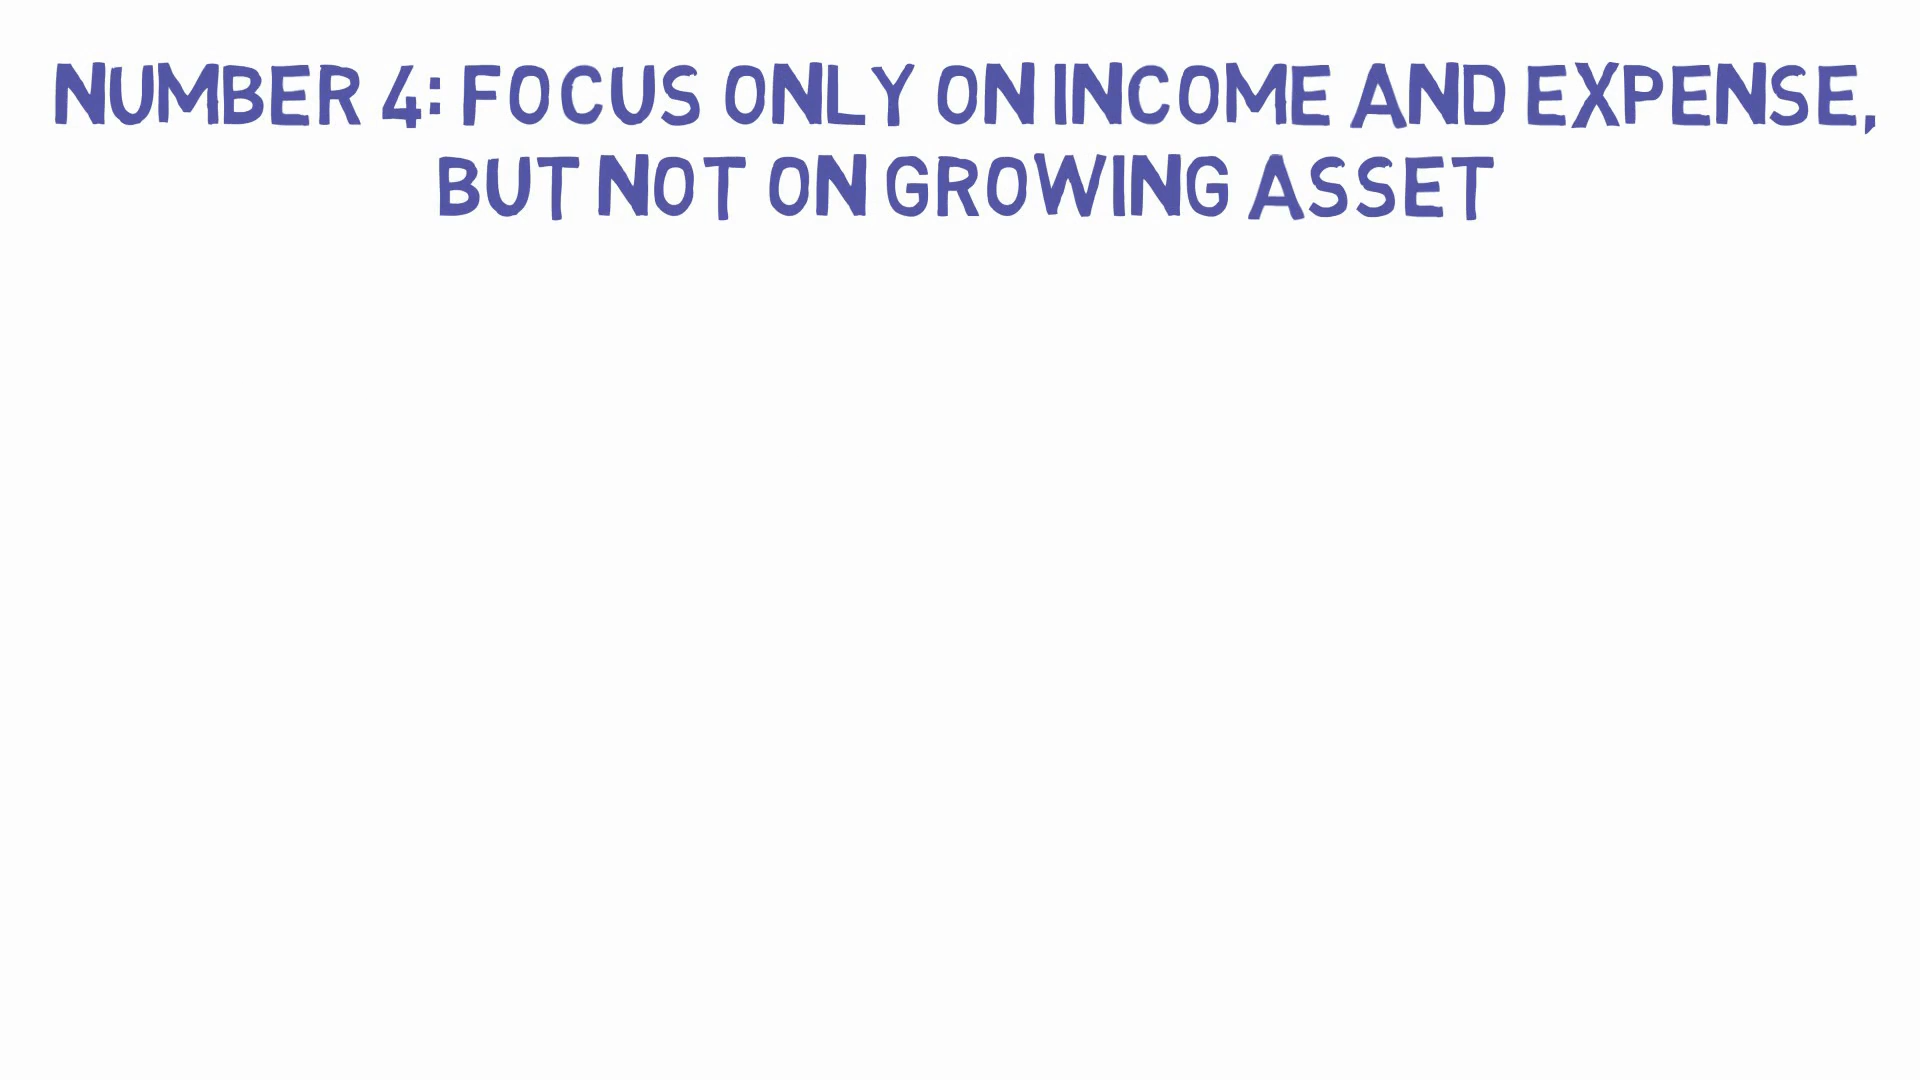 NUMBER 4: FOCUS ONLY ON INCOME AND EXPENSE,
BUT NOT ON GROWING ASSET